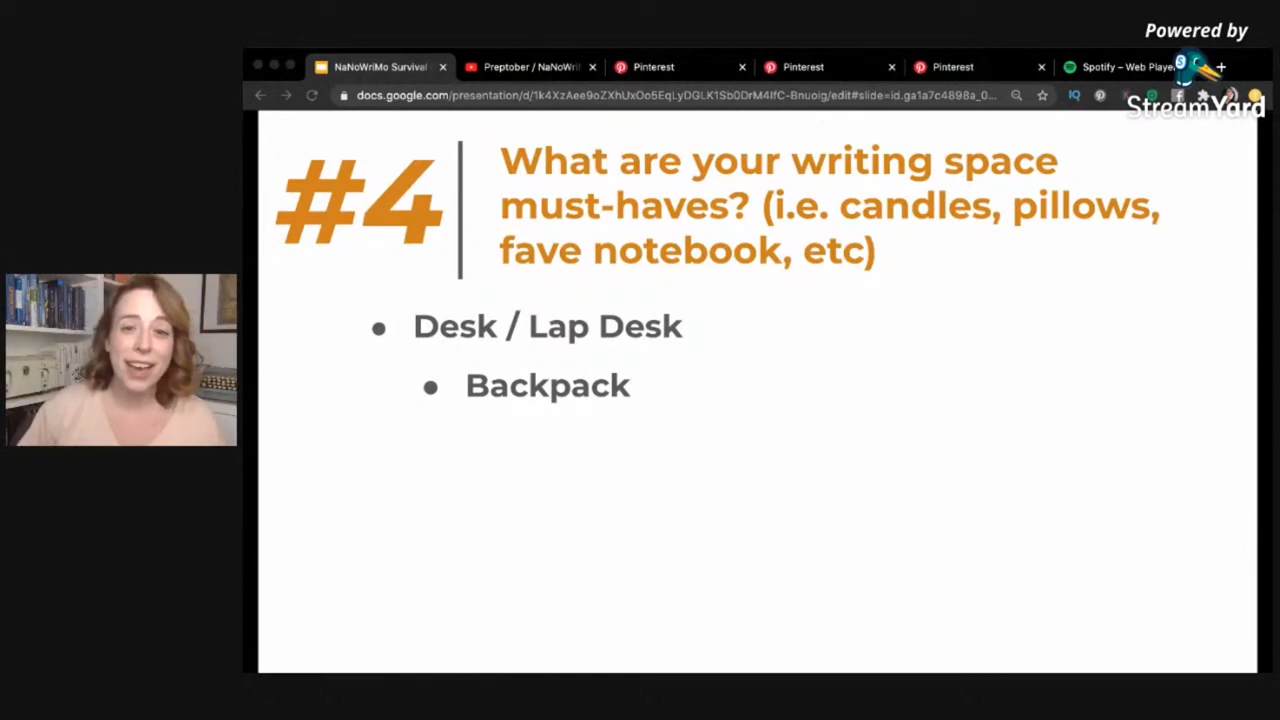 Powered by
StreamYard
NaNoWriMo Survival
Preptober / NaNoWri
Pinterest
Pinterest
Pinterest
Spotify – Web Player
docs.google.com/presentation/d/1k4XzAee9oZXhUxOo5EqLyDGLK1Sb0DrM4IfC-Bnuoig/edit#slide=id.ga1a7c4898a_0...
#4
What are your writing space
must-haves? (i.e. candles, pillows,
fave notebook, etc)
● Desk / Lap Desk
● Backpack